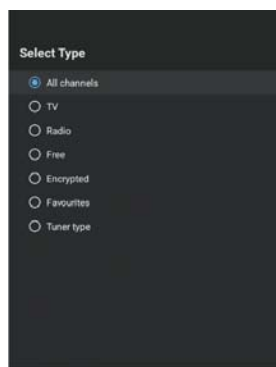 Select Type
All channels
TV
Radio
Free
Encrypted
Favourites
Tuner type